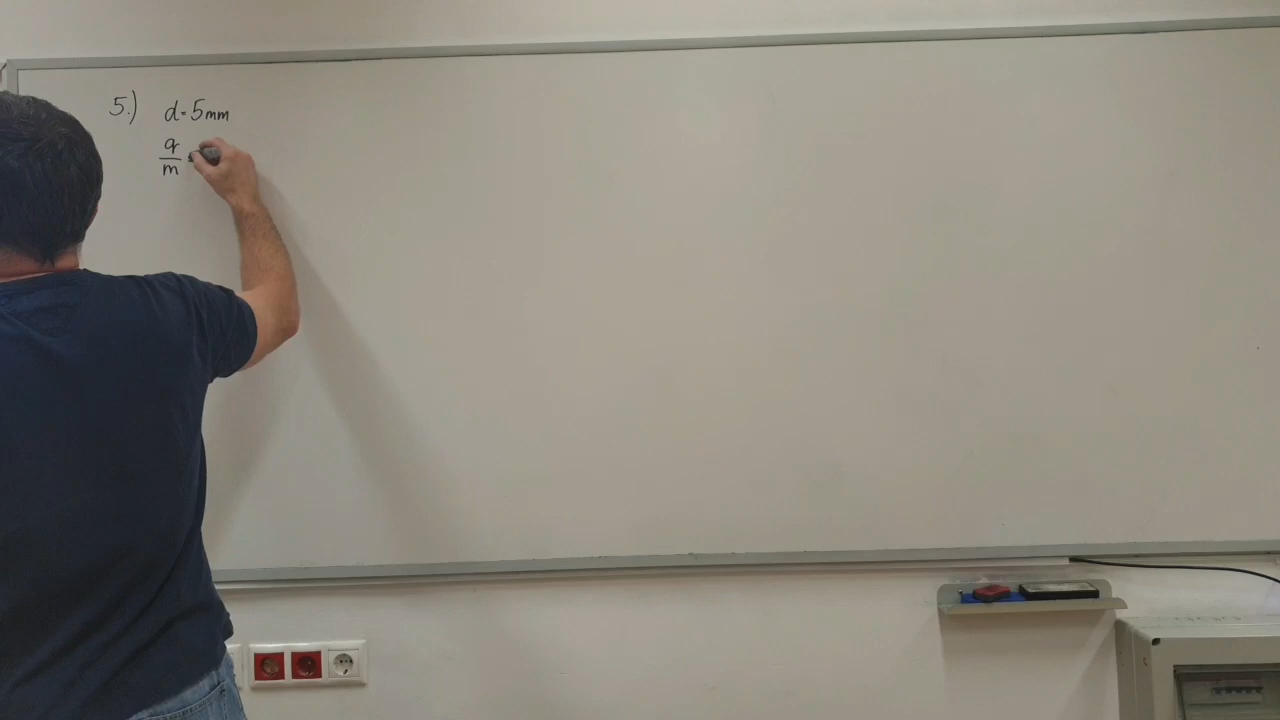 5.) d=5mm
q/m =